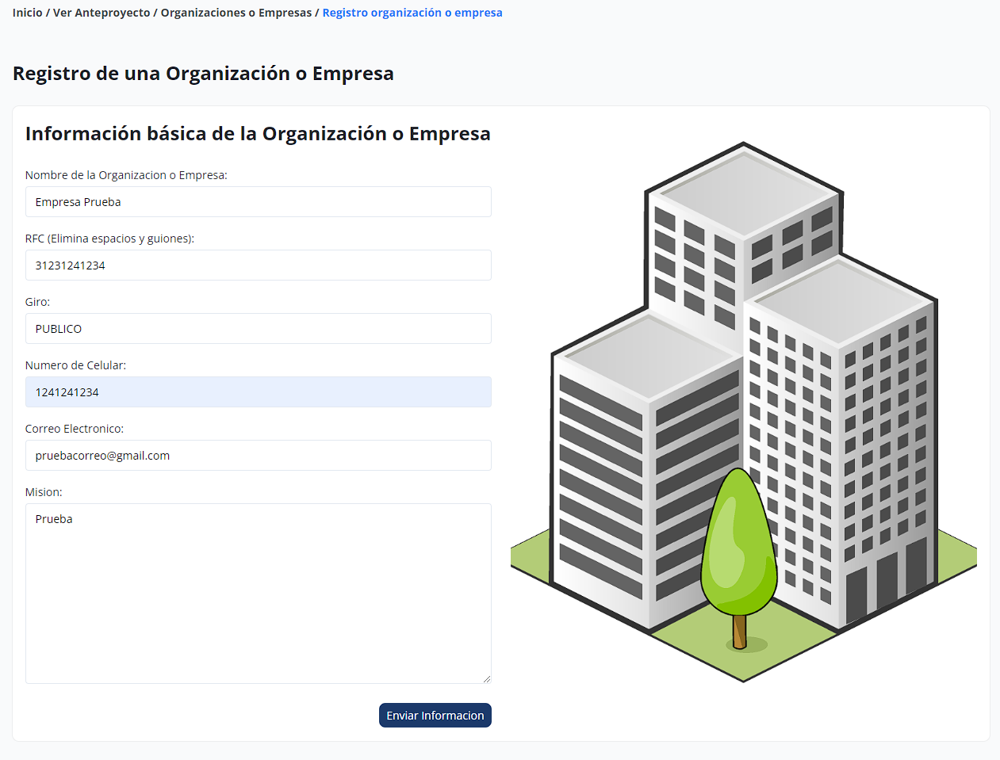 Inicio / Ver Anteproyecto / Organizaciones o Empresas / Registro organización o empresa
Registro de una Organización o Empresa
Información básica de la Organización o Empresa
Nombre de la Organizacion o Empresa:
Empresa Prueba
RFC (Elimina espacios y guiones):
31231241234
Giro:
PUBLICO
Numero de Celular:
1241241234
Correo Electronico:
pruebacorreo@gmail.com
Mision:
Prueba
Enviar Informacion